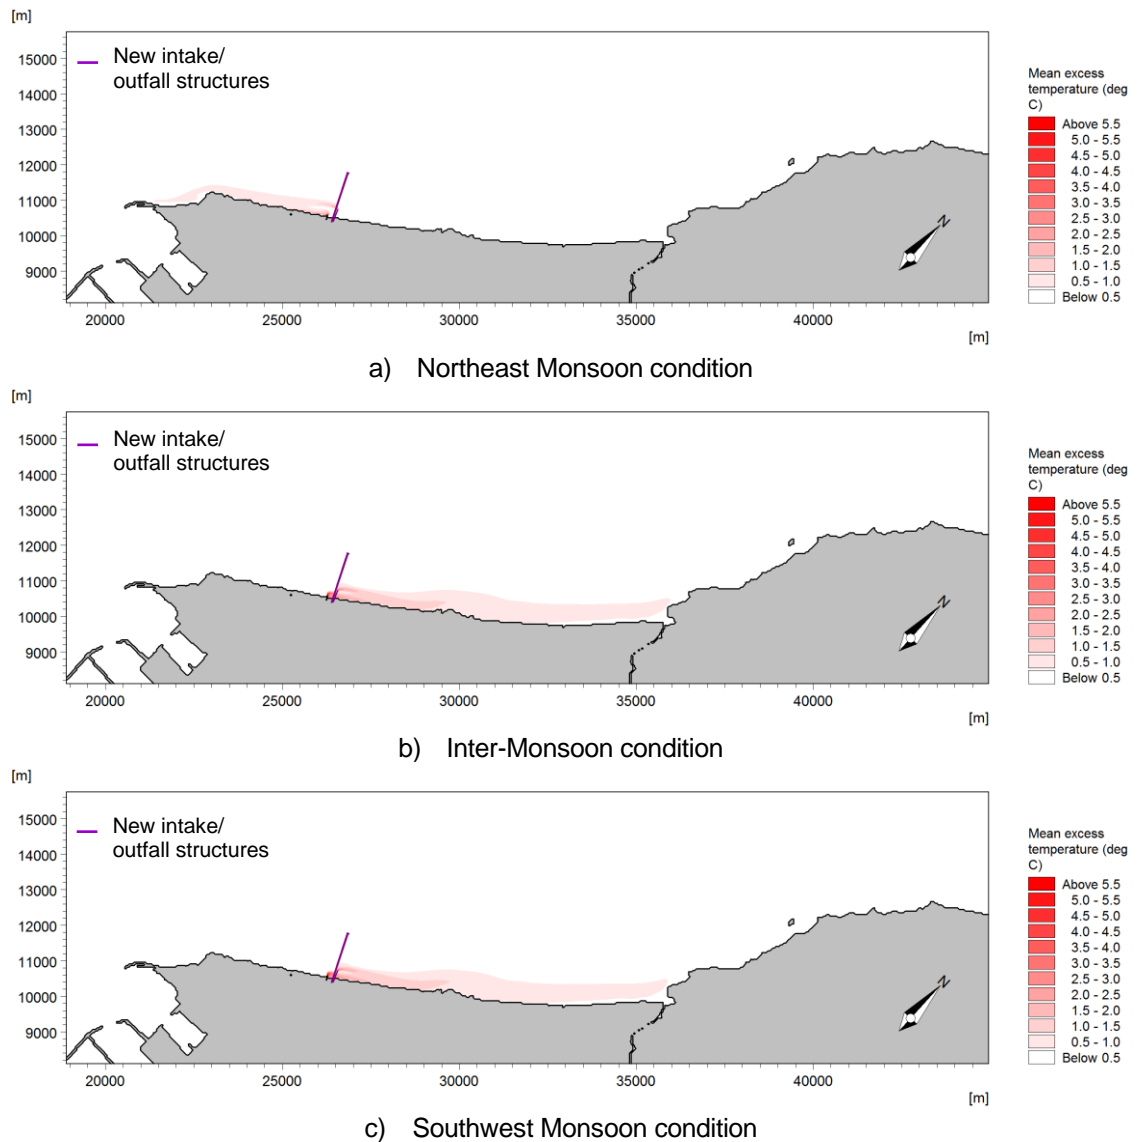 [m]
15000
14000
13000
12000
11000
10000
9000
New intake/
outfall structures
N
20000 25000 30000 35000 40000
[m]
Mean excess
temperature (deg
C)
Above 5.5
5.0 - 5.5
4.5 - 5.0
4.0 - 4.5
3.5 - 4.0
3.0 - 3.5
2.5 - 3.0
2.0 - 2.5
1.5 - 2.0
1.0 - 1.5
0.5 - 1.0
Below 0.5
a) Northeast Monsoon condition
[m]
15000
14000
13000
12000
11000
10000
9000
New intake/
outfall structures
N
20000 25000 30000 35000 40000
[m]
Mean excess
temperature (deg
C)
Above 5.5
5.0 - 5.5
4.5 - 5.0
4.0 - 4.5
3.5 - 4.0
3.0 - 3.5
2.5 - 3.0
2.0 - 2.5
1.5 - 2.0
1.0 - 1.5
0.5 - 1.0
Below 0.5
b) Inter-Monsoon condition
[m]
15000
14000
13000
12000
11000
10000
9000
New intake/
outfall structures
N
20000 25000 30000 35000 40000
[m]
Mean excess
temperature (deg
C)
Above 5.5
5.0 - 5.5
4.5 - 5.0
4.0 - 4.5
3.5 - 4.0
3.0 - 3.5
2.5 - 3.0
2.0 - 2.5
1.5 - 2.0
1.0 - 1.5
0.5 - 1.0
Below 0.5
c) Southwest Monsoon condition